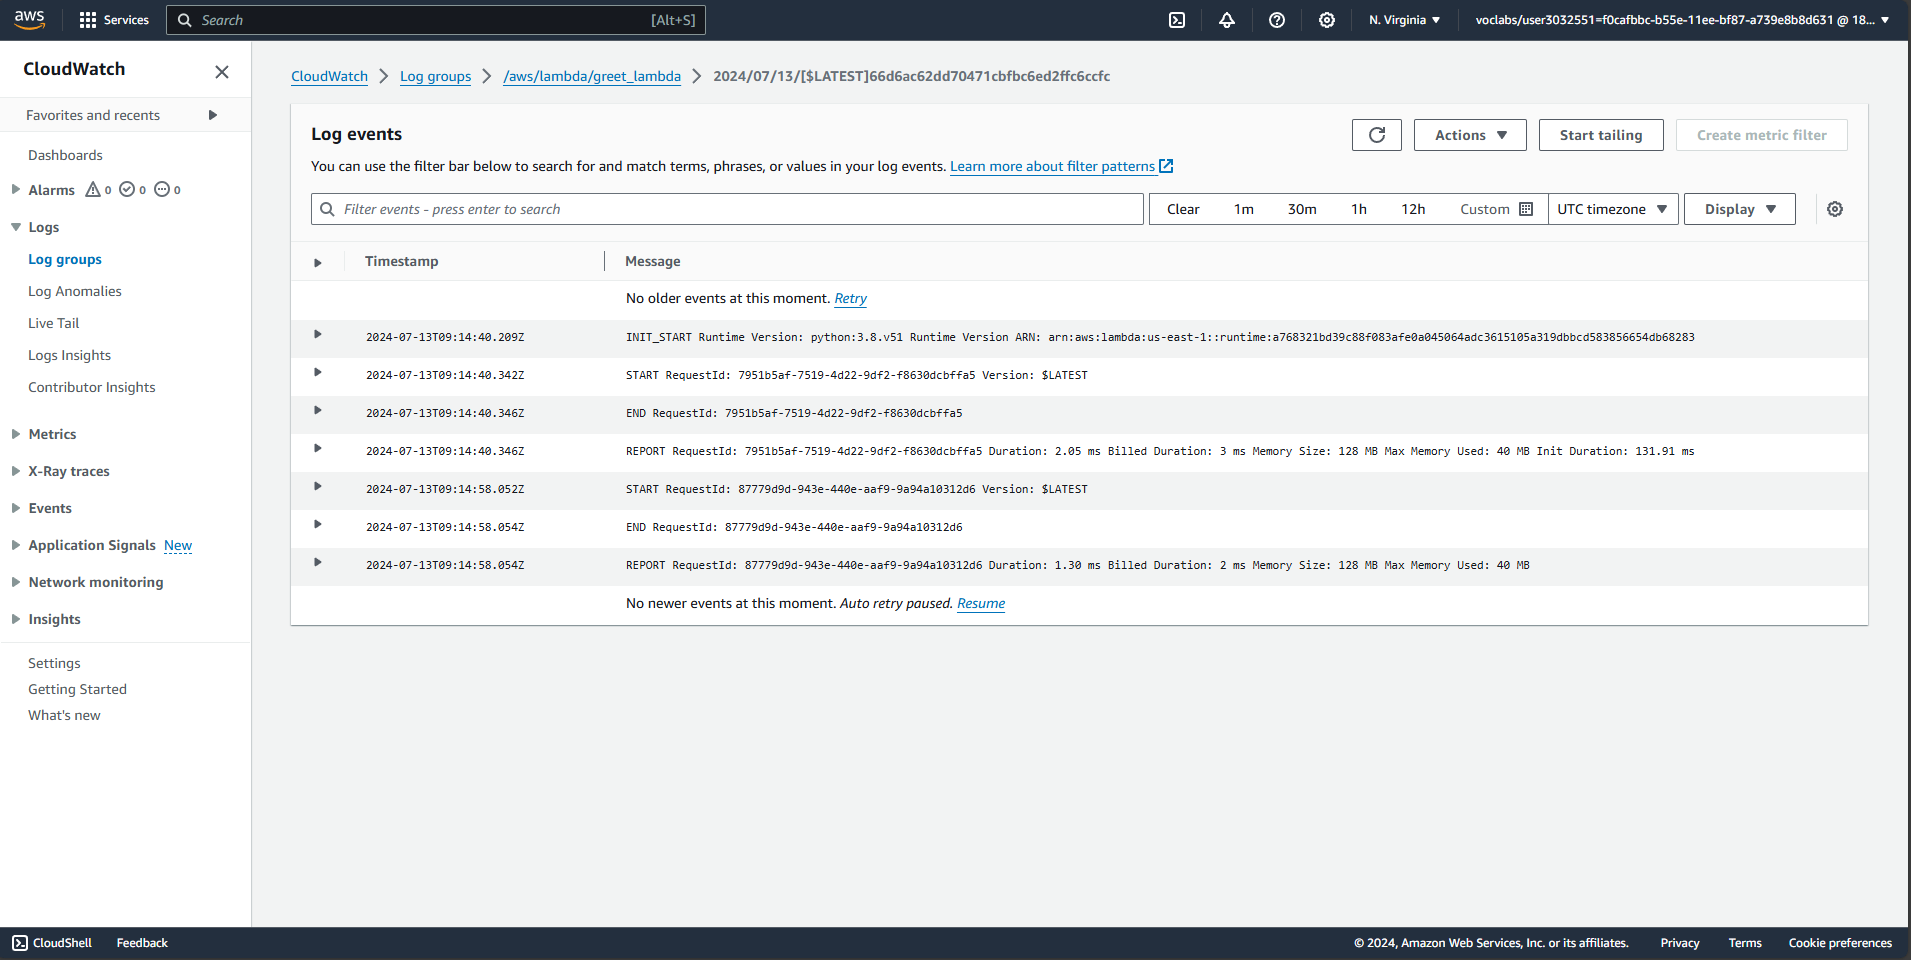 aws Services Search [Alt+S] N. Virginia voclabs/user3032551=f0cafbbc-b55e-11ee-bf87-a739e8b8d631 @ 18...
CloudWatch
Favorites and recents
Dashboards
Alarms 0 0 0
Logs
Log groups
Log Anomalies
Live Tail
Logs Insights
Contributor Insights
Metrics
X-Ray traces
Events
Application Signals New
Network monitoring
Insights
Settings
Getting Started
What's new
CloudWatch Log groups /aws/lambda/greet_lambda 2024/07/13/[$LATEST]66d6ac62dd70471cbfbc6ed2ffc6ccfc
Log events
Actions Start tailing Create metric filter
You can use the filter bar below to search for and match terms, phrases, or values in your log events. Learn more about filter patterns
Filter events - press enter to search Clear 1m 30m 1h 12h Custom UTC timezone Display
Timestamp Message
No older events at this moment. Retry
2024-07-13T09:14:40.209Z INIT_START Runtime Version: python:3.8.v51 Runtime Version ARN: arn:aws:lambda:us-east-1::runtime:a768321bd39c88f083afe0a045064adc3615105a319dbbcd583856654db68283
2024-07-13T09:14:40.342Z START RequestId: 7951b5af-7519-4d22-9df2-f8630dcbffa5 Version: $LATEST
2024-07-13T09:14:40.346Z END RequestId: 7951b5af-7519-4d22-9df2-f8630dcbffa5
2024-07-13T09:14:40.346Z REPORT RequestId: 7951b5af-7519-4d22-9df2-f8630dcbffa5 Duration: 2.05 ms Billed Duration: 3 ms Memory Size: 128 MB Max Memory Used: 40 MB Init Duration: 131.91 ms
2024-07-13T09:14:58.052Z START RequestId: 87779d9d-943e-440e-aaf9-9a94a10312d6 Version: $LATEST
2024-07-13T09:14:58.054Z END RequestId: 87779d9d-943e-440e-aaf9-9a94a10312d6
2024-07-13T09:14:58.054Z REPORT RequestId: 87779d9d-943e-440e-aaf9-9a94a10312d6 Duration: 1.30 ms Billed Duration: 2 ms Memory Size: 128 MB Max Memory Used: 40 MB
No newer events at this moment. Auto retry paused. Resume
CloudShell Feedback © 2024, Amazon Web Services, Inc. or its affiliates. Privacy Terms Cookie preferences